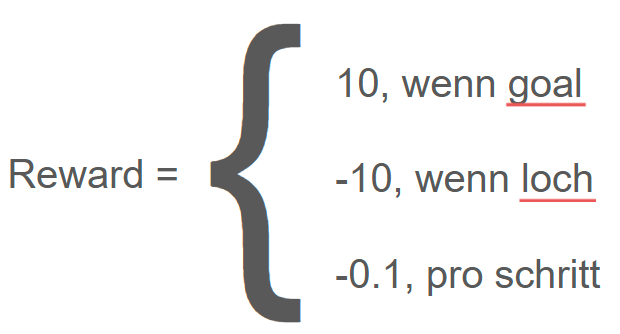 10, wenn goal
Reward =
-10, wenn loch
-0.1, pro schritt